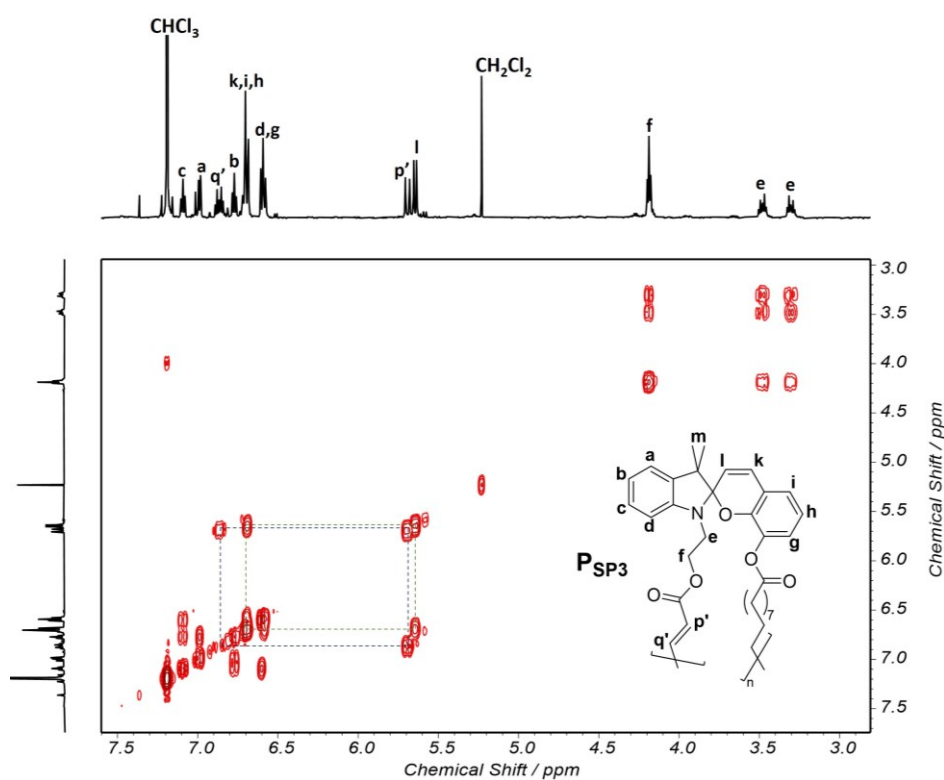 CHCl3
k,i,h
CH2Cl2
d,g
f
c
a
q'
b
p'
l
e
e
3.0
3.5
4.0
4.5
5.0
5.5
6.0
6.5
7.0
7.5
Chemical Shift / ppm
m
a
l
k
b
i
c
N
O
h
d
e
g
PSP3
f
O
O
O
O
7
q'
p'
n
7.5 7.0 6.5 6.0 5.5 5.0 4.5 4.0 3.5 3.0
Chemical Shift / ppm